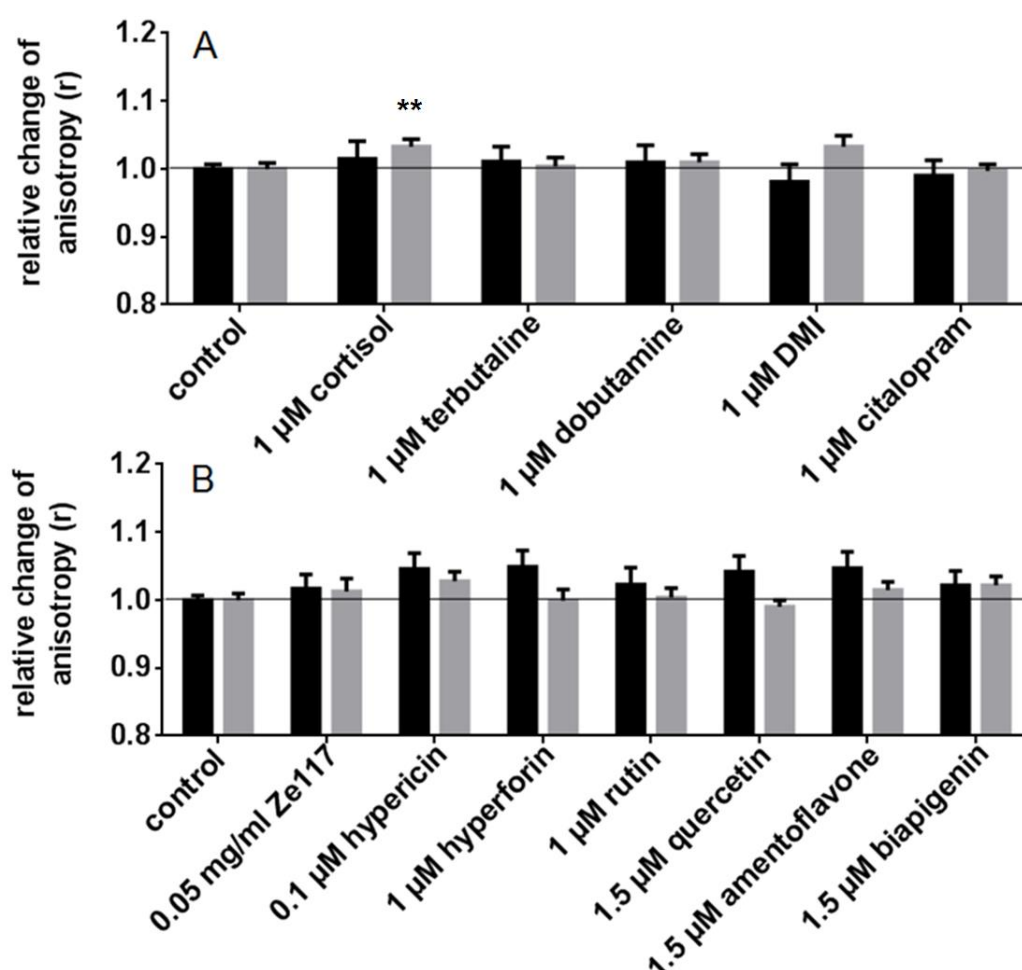 A
relative change of
anisotropy (r)
1.2
1.1
1.0
0.9
0.8
**
control
1 µM cortisol
1 µM terbutaline
1 µM dobutamine
1 µM DMI
1 µM citalopram
B
relative change of
anisotropy (r)
1.2
1.1
1.0
0.9
0.8
control
0.05 mg/ml Ze117
0.1 µM hypericin
1 µM hyperforin
1 µM rutin
1.5 µM quercetin
1.5 µM amentoflavone
1.5 µM biapigenin